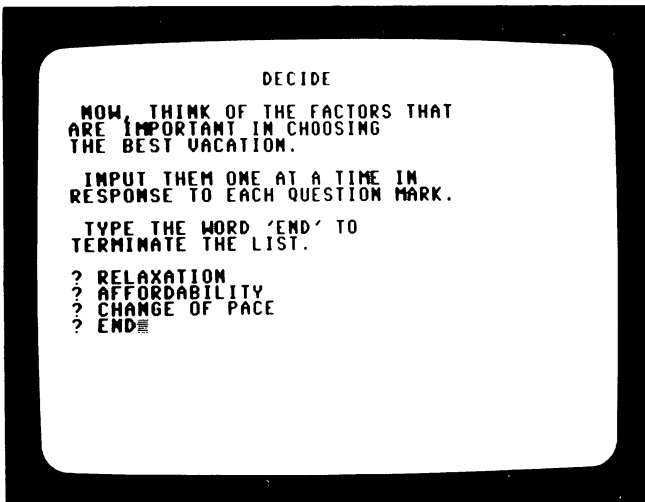 DECIDE
NOW, THINK OF THE FACTORS THAT
ARE IMPORTANT IN CHOOSING
THE BEST VACATION.
INPUT THEM ONE AT A TIME IN
RESPONSE TO EACH QUESTION MARK.
TYPE THE WORD 'END' TO
TERMINATE THE LIST.
? RELAXATION
? AFFORDABILITY
? CHANGE OF PACE
? END